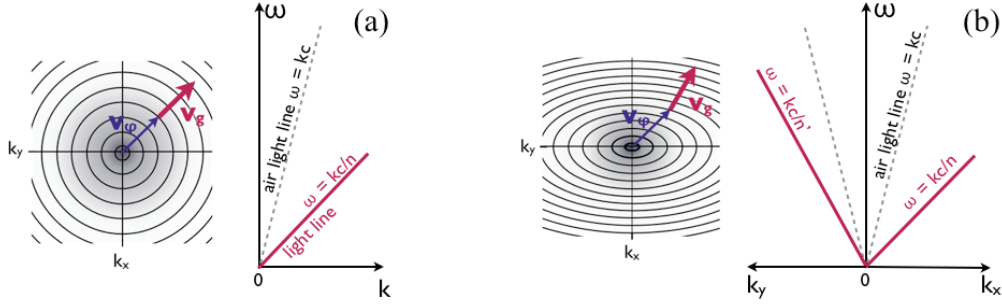 (a)
ω
air light line ω = kc
ω = kc/n
light line
0
k
v_φ
v_g
k_y
k_x
(b)
ω
ω = kc/n'
air light line ω = kc
ω = kc/n
k_y
0
k_x
v_φ
v_g
k_y
k_x